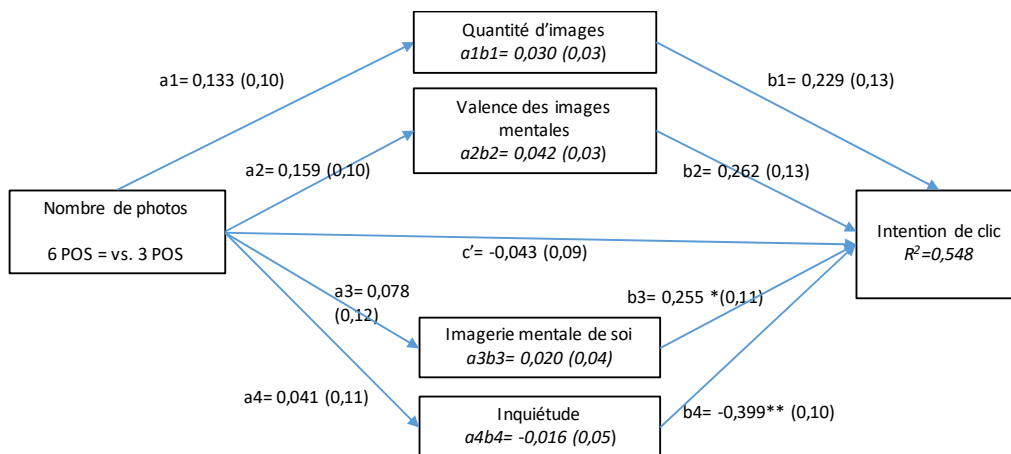 Quantité d'images
a1b1= 0,030 (0,03)
a1= 0,133 (0,10)
b1= 0,229 (0,13)
Valence des images
mentales
a2b2= 0,042 (0,03)
a2= 0,159 (0,10)
b2= 0,262 (0,13)
Nombre de photos
6 POS = vs. 3 POS
Intention de clic
R²=0,548
c'= -0,043 (0,09)
a3= 0,078
(0,12)
b3= 0,255 *(0,11)
Imagerie mentale de soi
a3b3= 0,020 (0,04)
a4= 0,041 (0,11)
b4= -0,399** (0,10)
Inquiétude
a4b4= -0,016 (0,05)